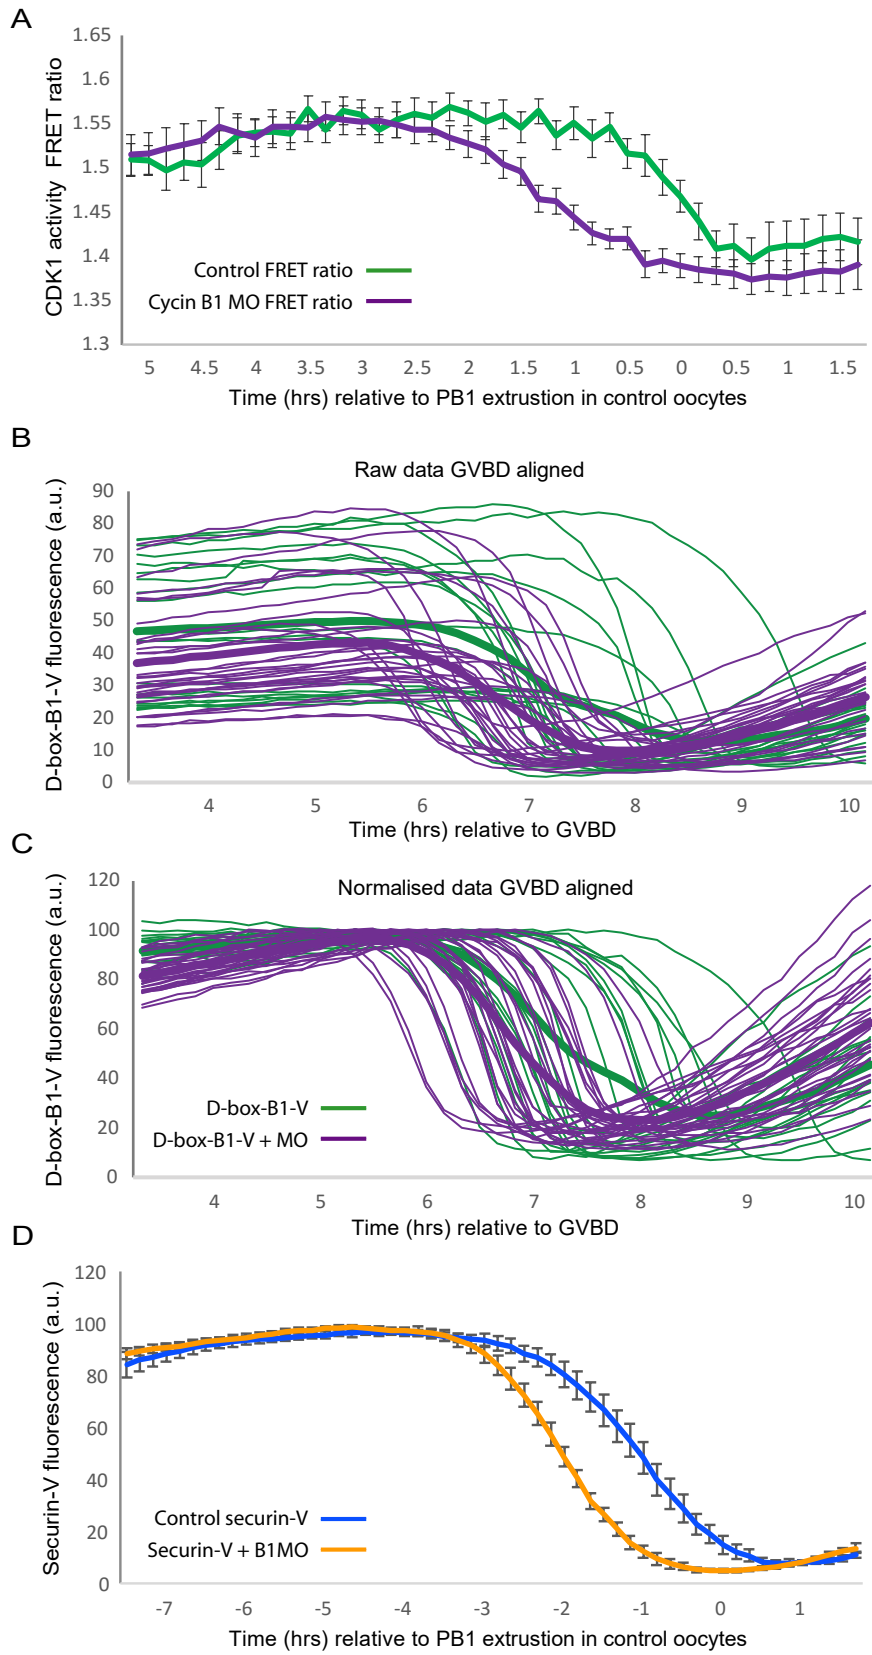 A
CDK1 activity FRET ratio
1.65
1.6
1.55
1.5
1.45
1.4
1.35
1.3
Control FRET ratio
Cycin B1 MO FRET ratio
5 4.5 4 3.5 3 2.5 2 1.5 1 0.5 0 0.5 1 1.5
Time (hrs) relative to PB1 extrustion in control oocytes
B
Raw data GVBD aligned
D-box-B1-V fluorescence (a.u.)
90
80
70
60
50
40
30
20
10
0
4 5 6 7 8 9 10
Time (hrs) relative to GVBD
C
Normalised data GVBD aligned
D-box-B1-V fluorescence (a.u.)
120
100
80
60
40
20
0
D-box-B1-V
D-box-B1-V + MO
4 5 6 7 8 9 10
Time (hrs) relative to GVBD
D
Securin-V fluorescence (a.u.)
120
100
80
60
40
20
0
Control securin-V
Securin-V + B1MO
-7 -6 -5 -4 -3 -2 -1 0 1
Time (hrs) relative to PB1 extrustion in control oocytes